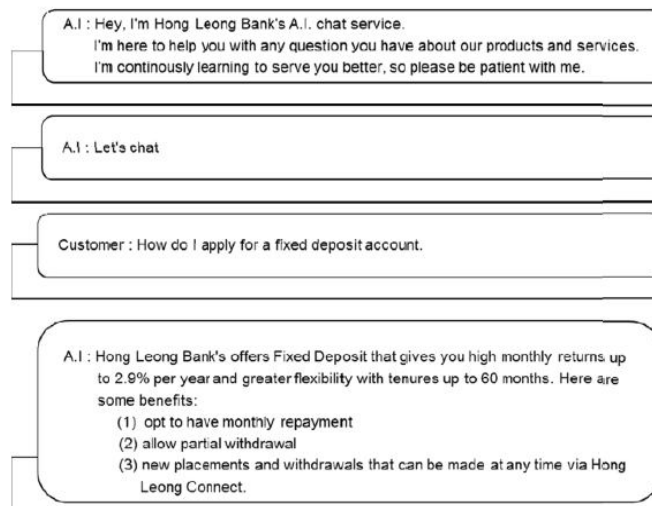 A.I : Hey, I'm Hong Leong Bank's A.I. chat service.
I'm here to help you with any question you have about our products and services.
I'm continously learning to serve you better, so please be patient with me.
A.I : Let's chat
Customer : How do I apply for a fixed deposit account.
A.I : Hong Leong Bank's offers Fixed Deposit that gives you high monthly returns up
to 2.9% per year and greater flexibility with tenures up to 60 months. Here are
some benefits:
(1) opt to have monthly repayment
(2) allow partial withdrawal
(3) new placements and withdrawals that can be made at any time via Hong
Leong Connect.